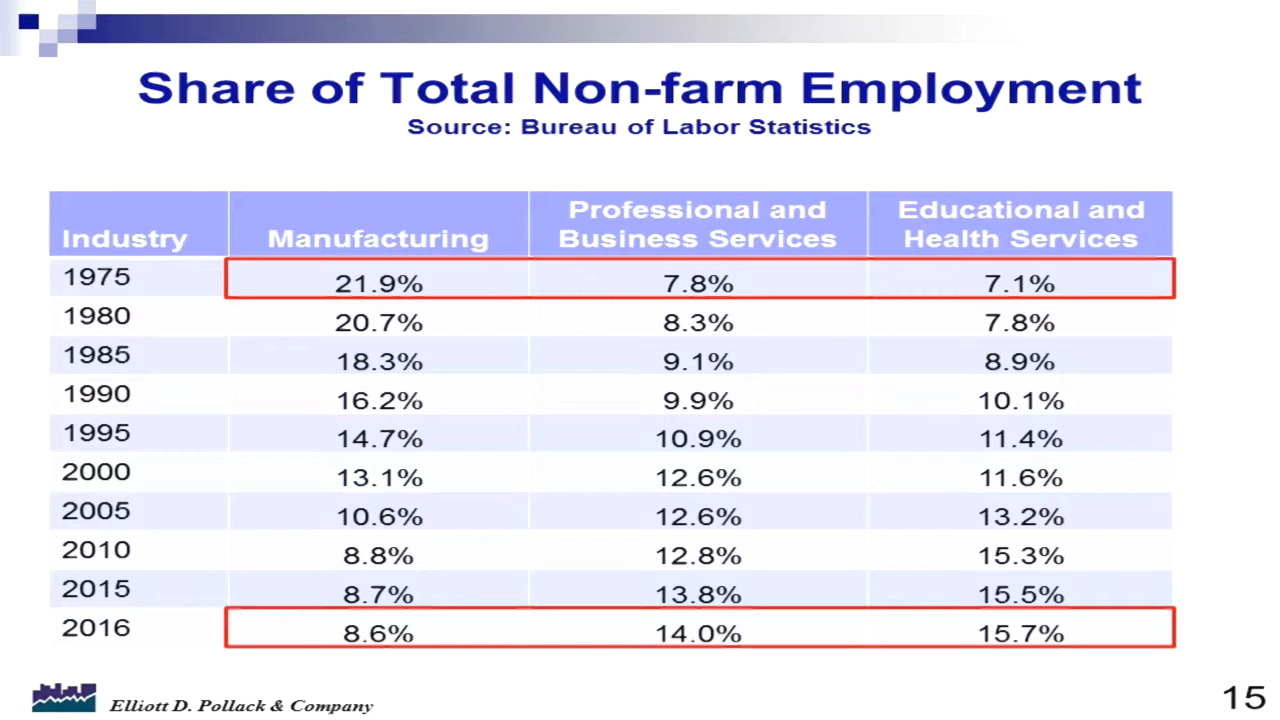 Share of Total Non-farm Employment
Source: Bureau of Labor Statistics
Industry Manufacturing Professional and Business Services Educational and Health Services
1975 21.9% 7.8% 7.1%
1980 20.7% 8.3% 7.8%
1985 18.3% 9.1% 8.9%
1990 16.2% 9.9% 10.1%
1995 14.7% 10.9% 11.4%
2000 13.1% 12.6% 11.6%
2005 10.6% 12.6% 13.2%
2010 8.8% 12.8% 15.3%
2015 8.7% 13.8% 15.5%
2016 8.6% 14.0% 15.7%
Elliott D. Pollack & Company
15